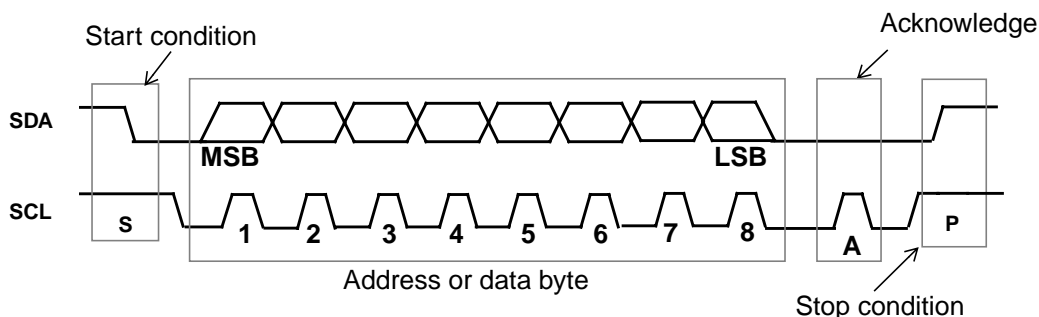 Start condition
Acknowledge
SDA
MSB
LSB
SCL
S
1 2 3 4 5 6 7 8
A
P
Address or data byte
Stop condition